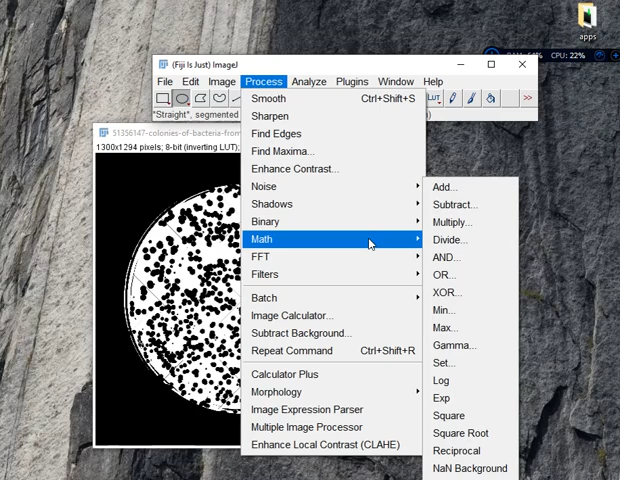 apps
CPU: 22%
(Fiji Is Just) ImageJ
File Edit Image Process Analyze Plugins Window Help
LUT >>
"Straight", segmented
51356147-colonies-of-bacteria-from
1300x1294 pixels; 8-bit (inverting LUT);
Smooth Ctrl+Shift+S
Sharpen
Find Edges
Find Maxima...
Enhance Contrast...
Noise
Shadows
Binary
Math
FFT
Filters
Batch
Image Calculator...
Subtract Background...
Repeat Command Ctrl+Shift+R
Calculator Plus
Morphology
Image Expression Parser
Multiple Image Processor
Enhance Local Contrast (CLAHE)
Add...
Subtract...
Multiply...
Divide...
AND...
OR...
XOR...
Min...
Max...
Gamma...
Set...
Log
Exp
Square
Square Root
Reciprocal
NaN Background